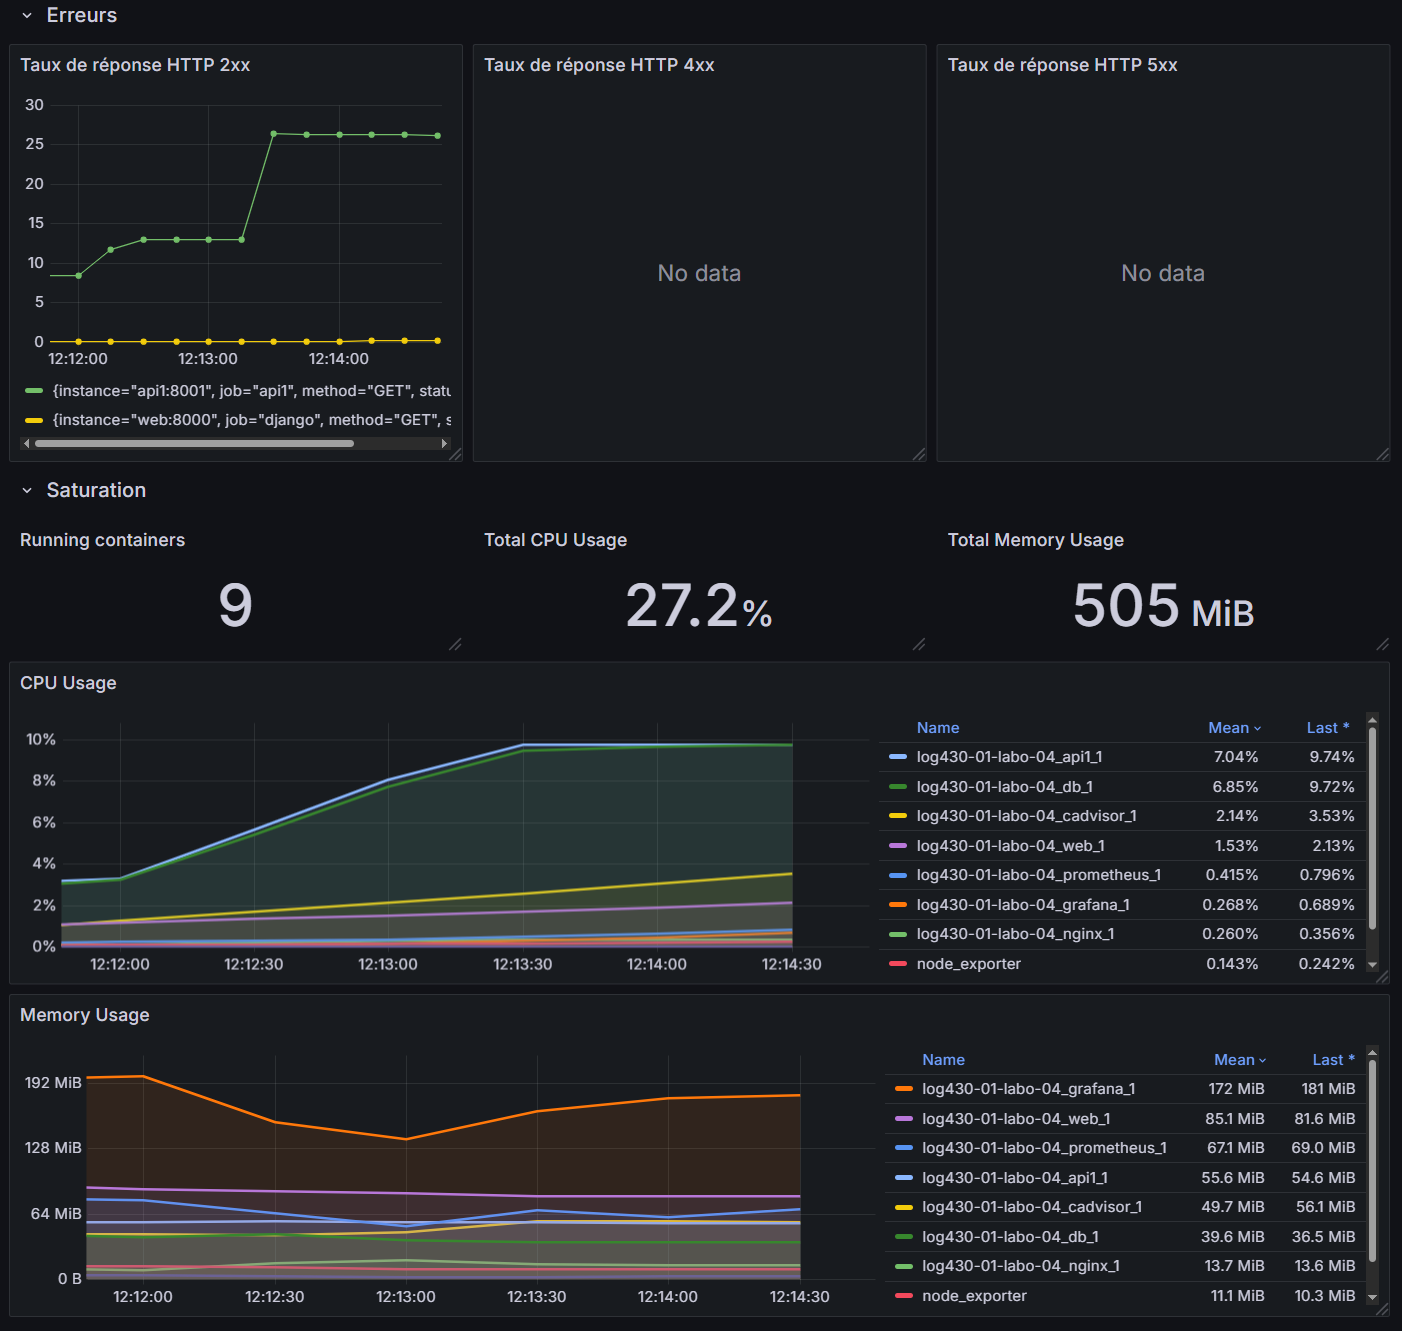 Erreurs
Taux de réponse HTTP 2xx
30
25
20
15
10
5
0
12:12:00 12:13:00 12:14:00
{instance="api1:8001", job="api1", method="GET", statu
{instance="web:8000", job="django", method="GET", s
Taux de réponse HTTP 4xx
No data
Taux de réponse HTTP 5xx
No data
Saturation
Running containers
9
Total CPU Usage
27.2%
Total Memory Usage
505 MiB
CPU Usage
10%
8%
6%
4%
2%
0%
12:12:00 12:12:30 12:13:00 12:13:30 12:14:00 12:14:30
Name Mean Last *
log430-01-labo-04_api1_1 7.04% 9.74%
log430-01-labo-04_db_1 6.85% 9.72%
log430-01-labo-04_cadvisor_1 2.14% 3.53%
log430-01-labo-04_web_1 1.53% 2.13%
log430-01-labo-04_prometheus_1 0.415% 0.796%
log430-01-labo-04_grafana_1 0.268% 0.689%
log430-01-labo-04_nginx_1 0.260% 0.356%
node_exporter 0.143% 0.242%
Memory Usage
192 MiB
128 MiB
64 MiB
0 B
12:12:00 12:12:30 12:13:00 12:13:30 12:14:00 12:14:30
Name Mean Last *
log430-01-labo-04_grafana_1 172 MiB 181 MiB
log430-01-labo-04_web_1 85.1 MiB 81.6 MiB
log430-01-labo-04_prometheus_1 67.1 MiB 69.0 MiB
log430-01-labo-04_api1_1 55.6 MiB 54.6 MiB
log430-01-labo-04_cadvisor_1 49.7 MiB 56.1 MiB
log430-01-labo-04_db_1 39.6 MiB 36.5 MiB
log430-01-labo-04_nginx_1 13.7 MiB 13.6 MiB
node_exporter 11.1 MiB 10.3 MiB